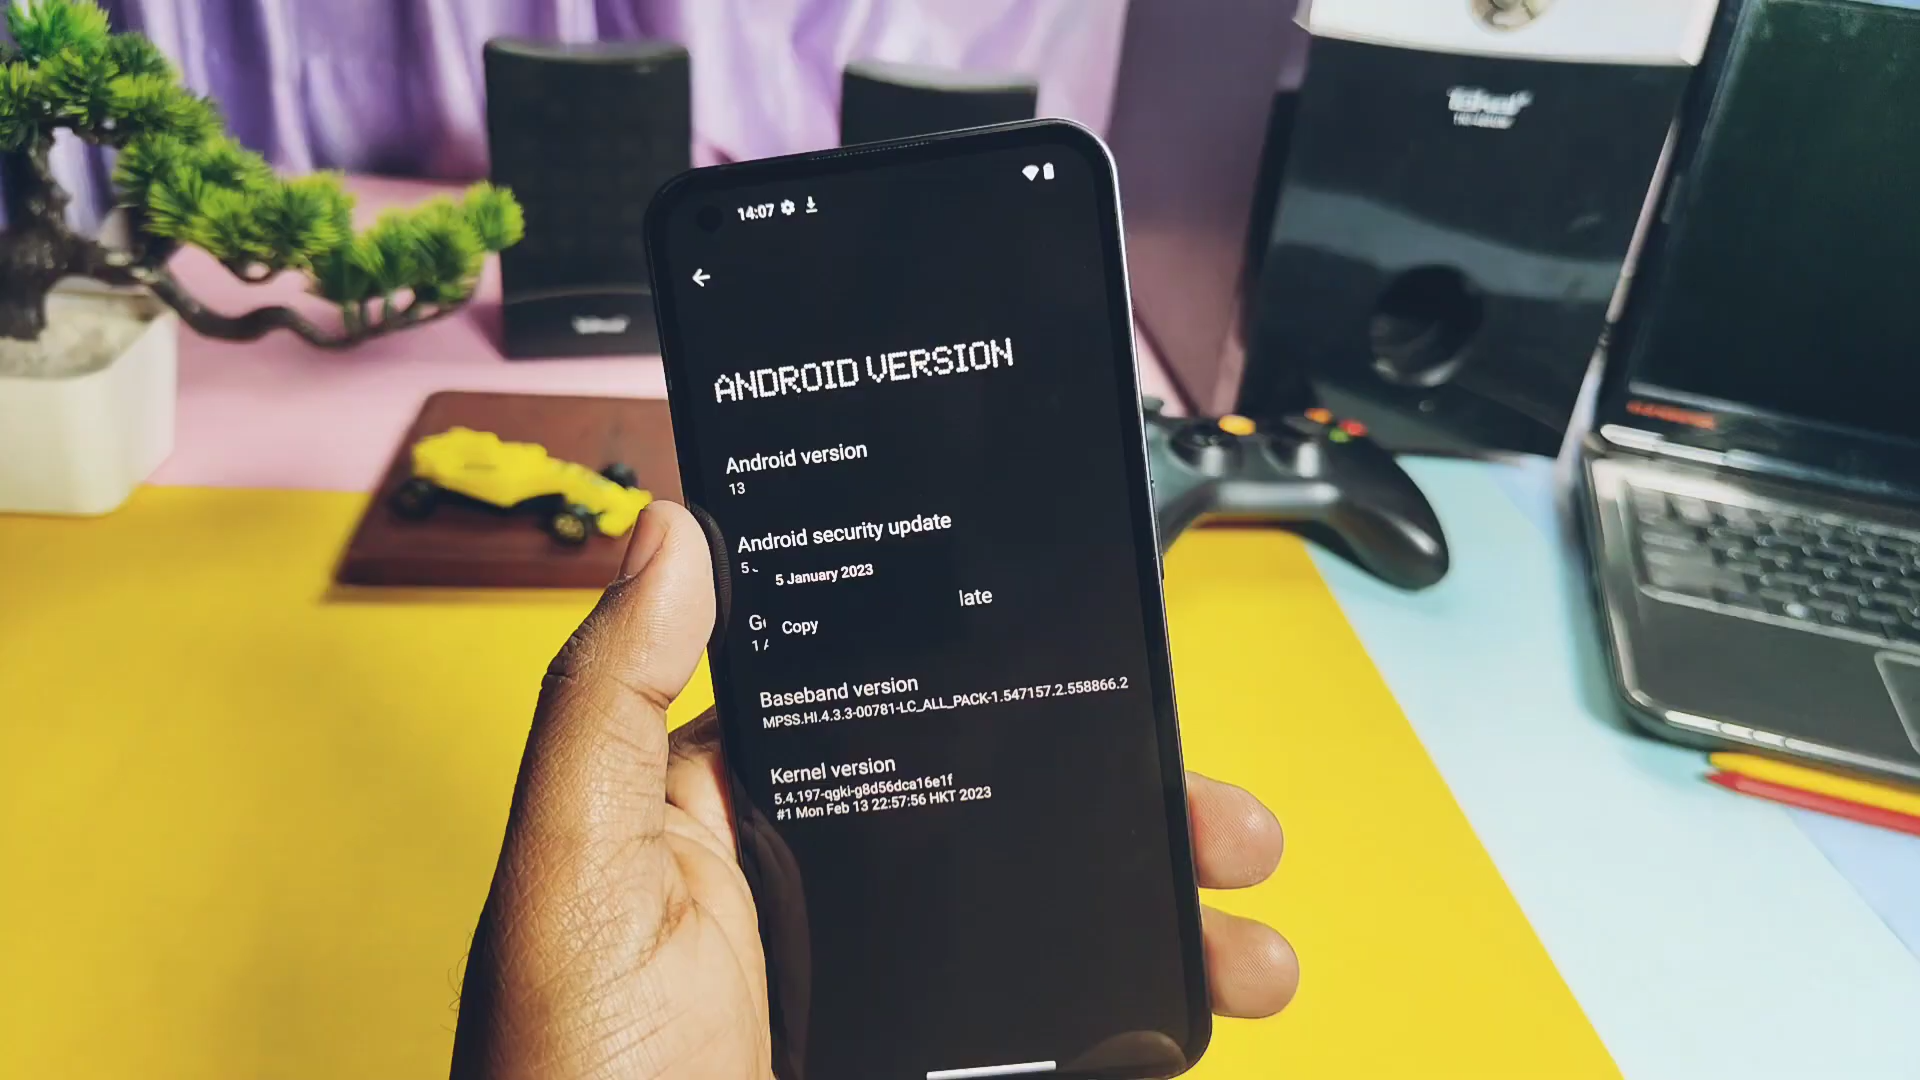 14:07
ANDROID VERSION
Android version
13
Android security update
5
5 January 2023
late
G
Copy
1
Baseband version
MPSS.HI.4.3.3-00781-LC_ALL_PACK-1.547157.2.558866.2
Kernel version
5.4.197-qgki-g8d56dca16e1f
#1 Mon Feb 13 22:57:56 HKT 2023